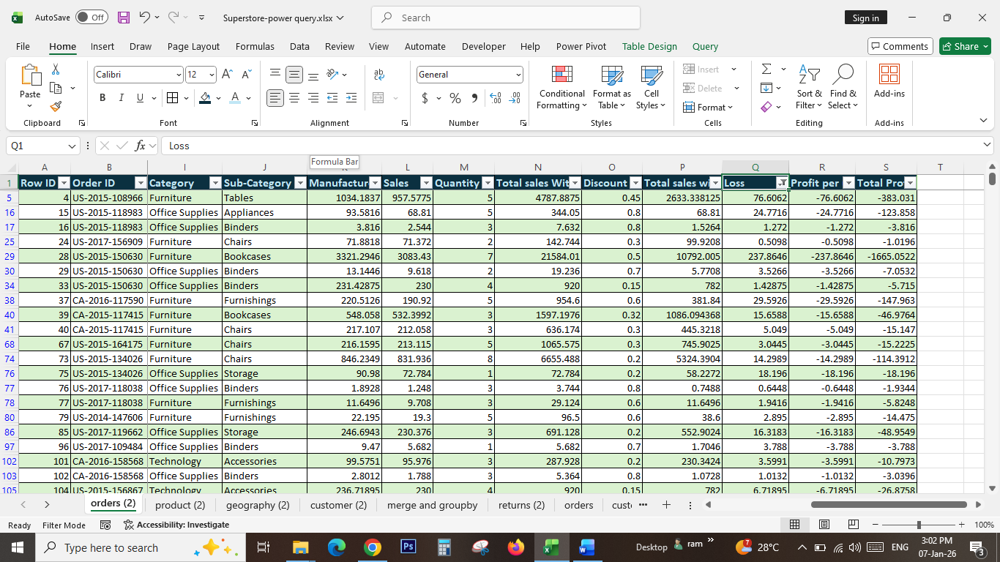 AutoSave Off Superstore-power query.xlsx Search Sign in
File Home Insert Draw Page Layout Formulas Data Review View Automate Developer Help Power Pivot Table Design Query Comments Share
Calibri 12 General Insert
Paste B I U A $ % Conditional Format as Cell Delete Sort & Find & Add-ins
Formatting Table Styles Format Filter Select
Clipboard Font Alignment Number Styles Cells Editing Add-ins
Q1 fx Loss
Formula Bar
A B I J L M N O P Q R S T
1 Row ID Order ID Category Sub-Category Manufactur Sales Quantity Total sales Wit Discount Total sales wi Loss Profit per Total Pro
5 4 US-2015-108966 Furniture Tables 1034.1837 957.5775 5 4787.8875 0.45 2633.338125 76.6062 -76.6062 -383.031
16 15 US-2015-118983 Office Supplies Appliances 93.5816 68.81 5 344.05 0.8 68.81 24.7716 -24.7716 -123.858
17 16 US-2015-118983 Office Supplies Binders 3.816 2.544 3 7.632 0.8 1.5264 1.272 -1.272 -3.816
25 24 US-2017-156909 Furniture Chairs 71.8818 71.372 2 142.744 0.3 99.9208 0.5098 -0.5098 -1.0196
29 28 US-2015-150630 Furniture Bookcases 3321.2946 3083.43 7 21584.01 0.5 10792.005 237.8646 -237.8646 -1665.0522
30 29 US-2015-150630 Office Supplies Binders 13.1446 9.618 2 19.236 0.7 5.7708 3.5266 -3.5266 -7.0532
34 33 US-2015-150630 Office Supplies Binders 231.42875 230 4 920 0.15 782 1.42875 -1.42875 -5.715
38 37 CA-2016-117590 Furniture Furnishings 220.5126 190.92 5 954.6 0.6 381.84 29.5926 -29.5926 -147.963
40 39 CA-2015-117415 Furniture Bookcases 548.058 532.3992 3 1597.1976 0.32 1086.094368 15.6588 -15.6588 -46.9764
41 40 CA-2015-117415 Furniture Chairs 217.107 212.058 3 636.174 0.3 445.3218 5.049 -5.049 -15.147
68 67 US-2015-164175 Furniture Chairs 216.1595 213.115 5 1065.575 0.3 745.9025 3.0445 -3.0445 -15.2225
74 73 US-2015-134026 Furniture Chairs 846.2349 831.936 8 6655.488 0.2 5324.3904 14.2989 -14.2989 -114.3912
76 75 US-2015-134026 Office Supplies Storage 90.98 72.784 1 72.784 0.2 58.2272 18.196 -18.196 -18.196
77 76 US-2017-118038 Office Supplies Binders 1.8928 1.248 3 3.744 0.8 0.7488 0.6448 -0.6448 -1.9344
78 77 US-2017-118038 Furniture Furnishings 11.6496 9.708 3 29.124 0.6 11.6496 1.9416 -1.9416 -5.8248
80 79 US-2014-147606 Furniture Furnishings 22.195 19.3 5 96.5 0.6 38.6 2.895 -2.895 -14.475
86 85 US-2017-119662 Office Supplies Storage 246.6943 230.376 3 691.128 0.2 552.9024 16.3183 -16.3183 -48.9549
97 96 US-2017-109484 Office Supplies Binders 9.47 5.682 1 5.682 0.7 1.7046 3.788 -3.788 -3.788
102 101 CA-2016-158568 Technology Accessories 99.5751 95.976 3 287.928 0.2 230.3424 3.5991 -3.5991 -10.7973
103 102 CA-2016-158568 Office Supplies Binders 2.8012 1.788 3 5.364 0.8 1.0728 1.0132 -1.0132 -3.0396
105 104 US-2015-156867 Technology Accessories 236.71895 230 4 920 0.15 782 6.71895 -6.71895 -26.8758
orders (2) product (2) geography (2) customer (2) merge and groupby returns (2) orders
Ready Filter Mode Accessibility: Investigate 100%
Type here to search Ps Desktop ram 7 28°C ENG 3:02 PM
07-Jan-26 3